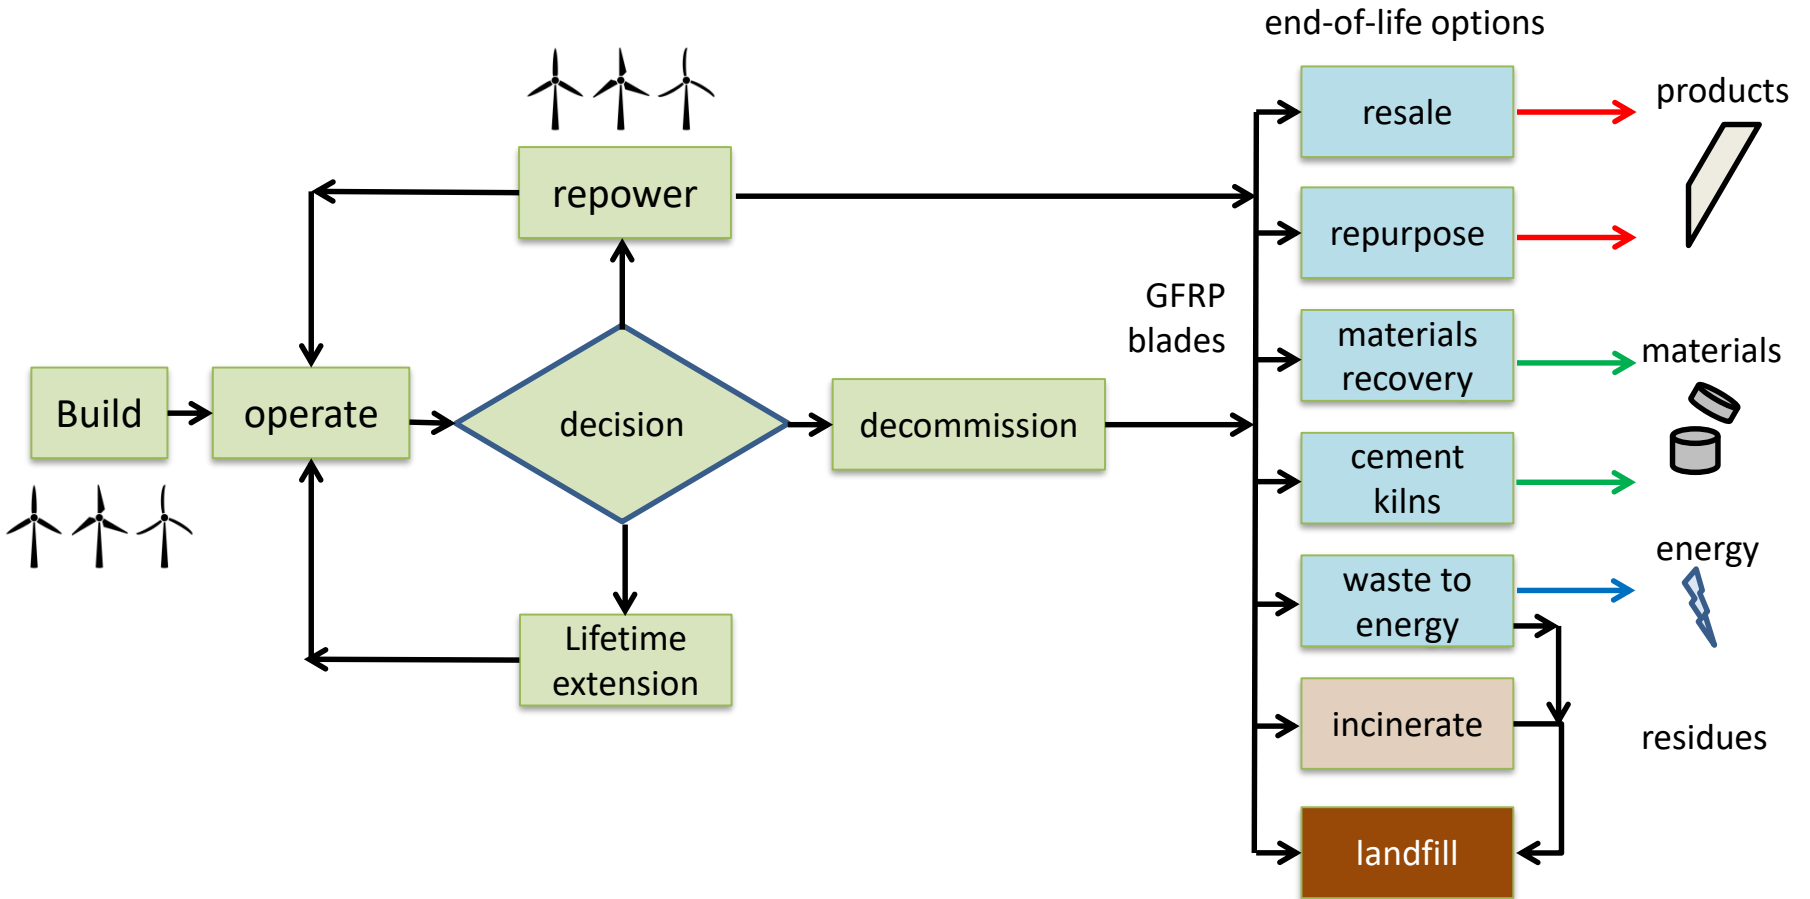 end-of-life options
resale
products
repower
repurpose
GFRP
blades
materials
recovery
materials
Build
operate
decision
decommission
cement
kilns
energy
waste to
energy
Lifetime
extension
incinerate
residues
landfill